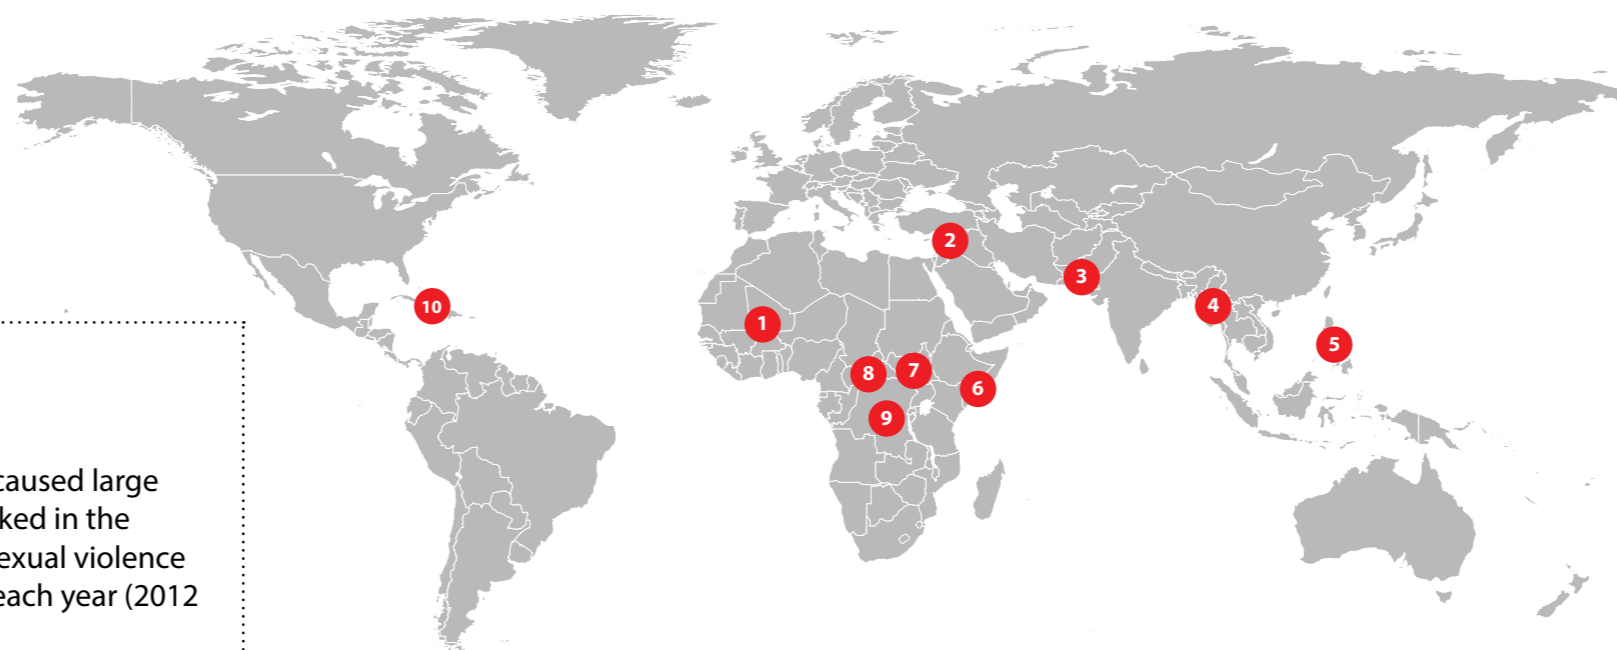 2
3
10
4
1
5
8
7
6
9
caused large
ked in the
exual violence
each year (2012